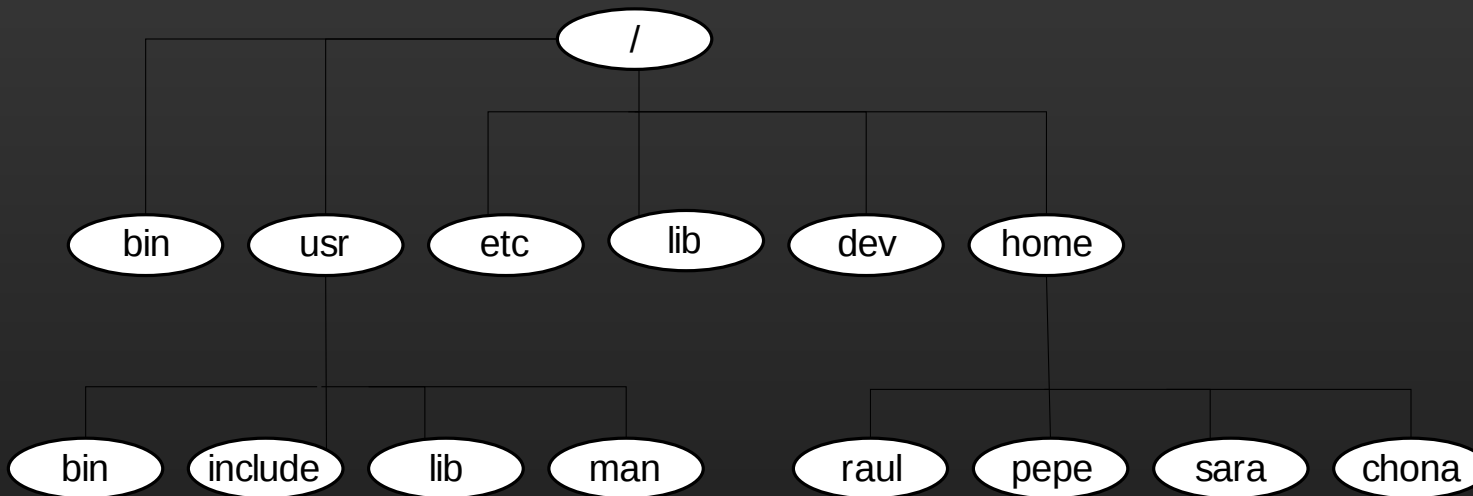 /
bin usr etc lib dev home
bin include lib man raul pepe sara chona